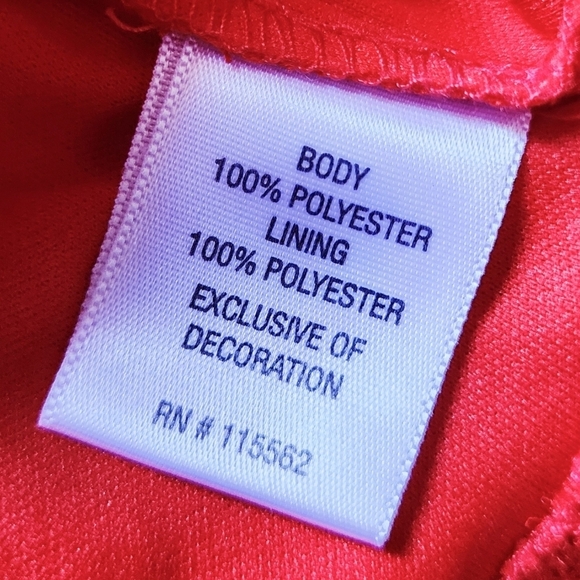 BODY
100% POLYESTER
LINING
100% POLYESTER
EXCLUSIVE OF
DECORATION
RN # 115562